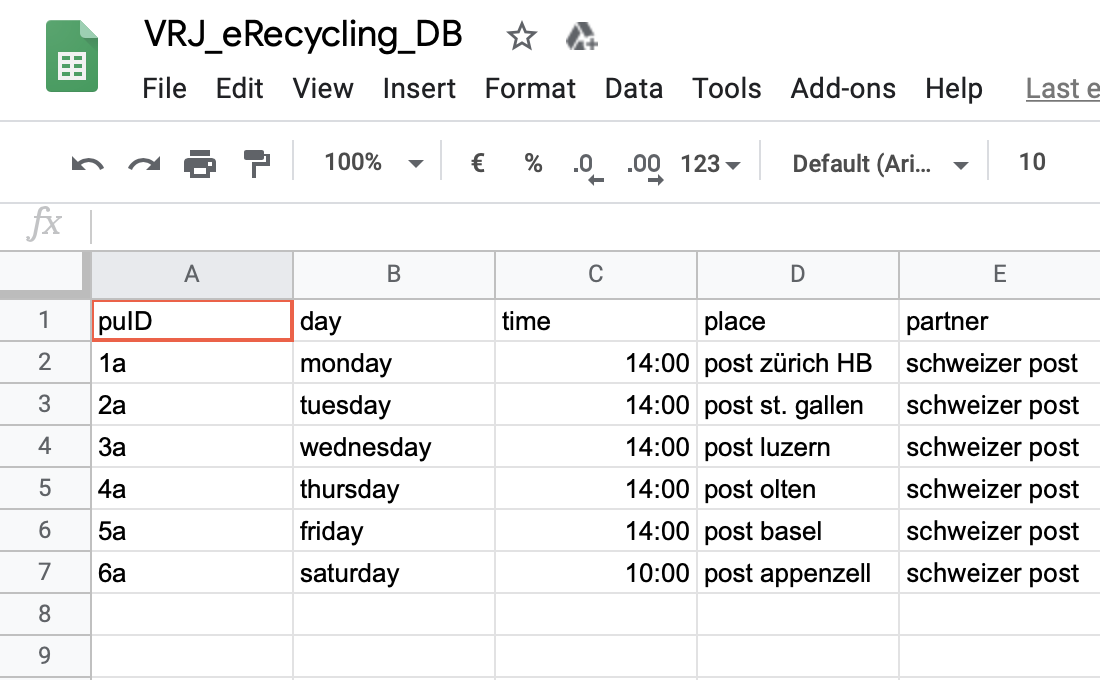 VRJ_eRecycling_DB
File Edit View Insert Format Data Tools Add-ons Help Last e
100% € % .0 .00 123 Default (Ari... 10
fx
A B C D E
1 puID day time place partner
2 1a monday 14:00 post zürich HB schweizer post
3 2a tuesday 14:00 post st. gallen schweizer post
4 3a wednesday 14:00 post luzern schweizer post
5 4a thursday 14:00 post olten schweizer post
6 5a friday 14:00 post basel schweizer post
7 6a saturday 10:00 post appenzell schweizer post
8
9